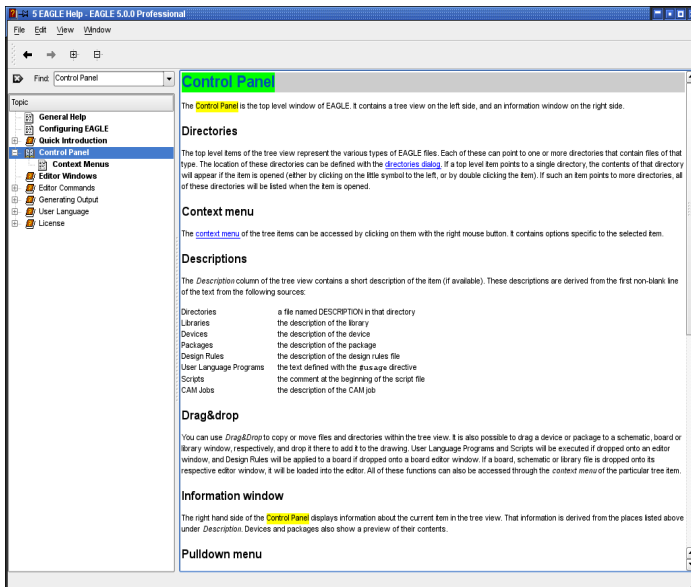 5 EAGLE Help - EAGLE 5.0.0 Professional
File Edit View Window
Find: Control Panel
Topic
General Help
Configuring EAGLE
Quick Introduction
Control Panel
Context Menus
Editor Windows
Editor Commands
Generating Output
User Language
License
Control Panel
The Control Panel is the top level window of EAGLE. It contains a tree view on the left side, and an information window on the right side.
Directories
The top level items of the tree view represent the various types of EAGLE files. Each of these can point to one or more directories that contain files of that
type. The location of these directories can be defined with the directories dialog. If a top level item points to a single directory, the contents of that directory
will appear if the item is opened (either by clicking on the little symbol to the left, or by double clicking the item). If such an item points to more directories, all
of these directories will be listed when the item is opened.
Context menu
The context menu of the tree items can be accessed by clicking on them with the right mouse button. It contains options specific to the selected item.
Descriptions
The Description column of the tree view contains a short description of the item (if available). These descriptions are derived from the first non-blank line
of the text from the following sources:
Directories a file named DESCRIPTION in that directory
Libraries the description of the library
Devices the description of the device
Packages the description of the package
Design Rules the description of the design rules file
User Language Programs the text defined with the #usage directive
Scripts the comment at the beginning of the script file
CAM Jobs the description of the CAM job
Drag&drop
You can use Drag&Drop to copy or move files and directories within the tree view. It is also possible to drag a device or package to a schematic, board or
library window, respectively, and drop it there to add it to the drawing. User Language Programs and Scripts will be executed if dropped onto an editor
window, and Design Rules will be applied to a board if dropped onto a board editor window. If a board, schematic or library file is dropped onto its
respective editor window, it will be loaded into the editor. All of these functions can also be accessed through the context menu of the particular tree item.
Information window
The right hand side of the Control Panel displays information about the current item in the tree view. That information is derived from the places listed above
under Description. Devices and packages also show a preview of their contents.
Pulldown menu